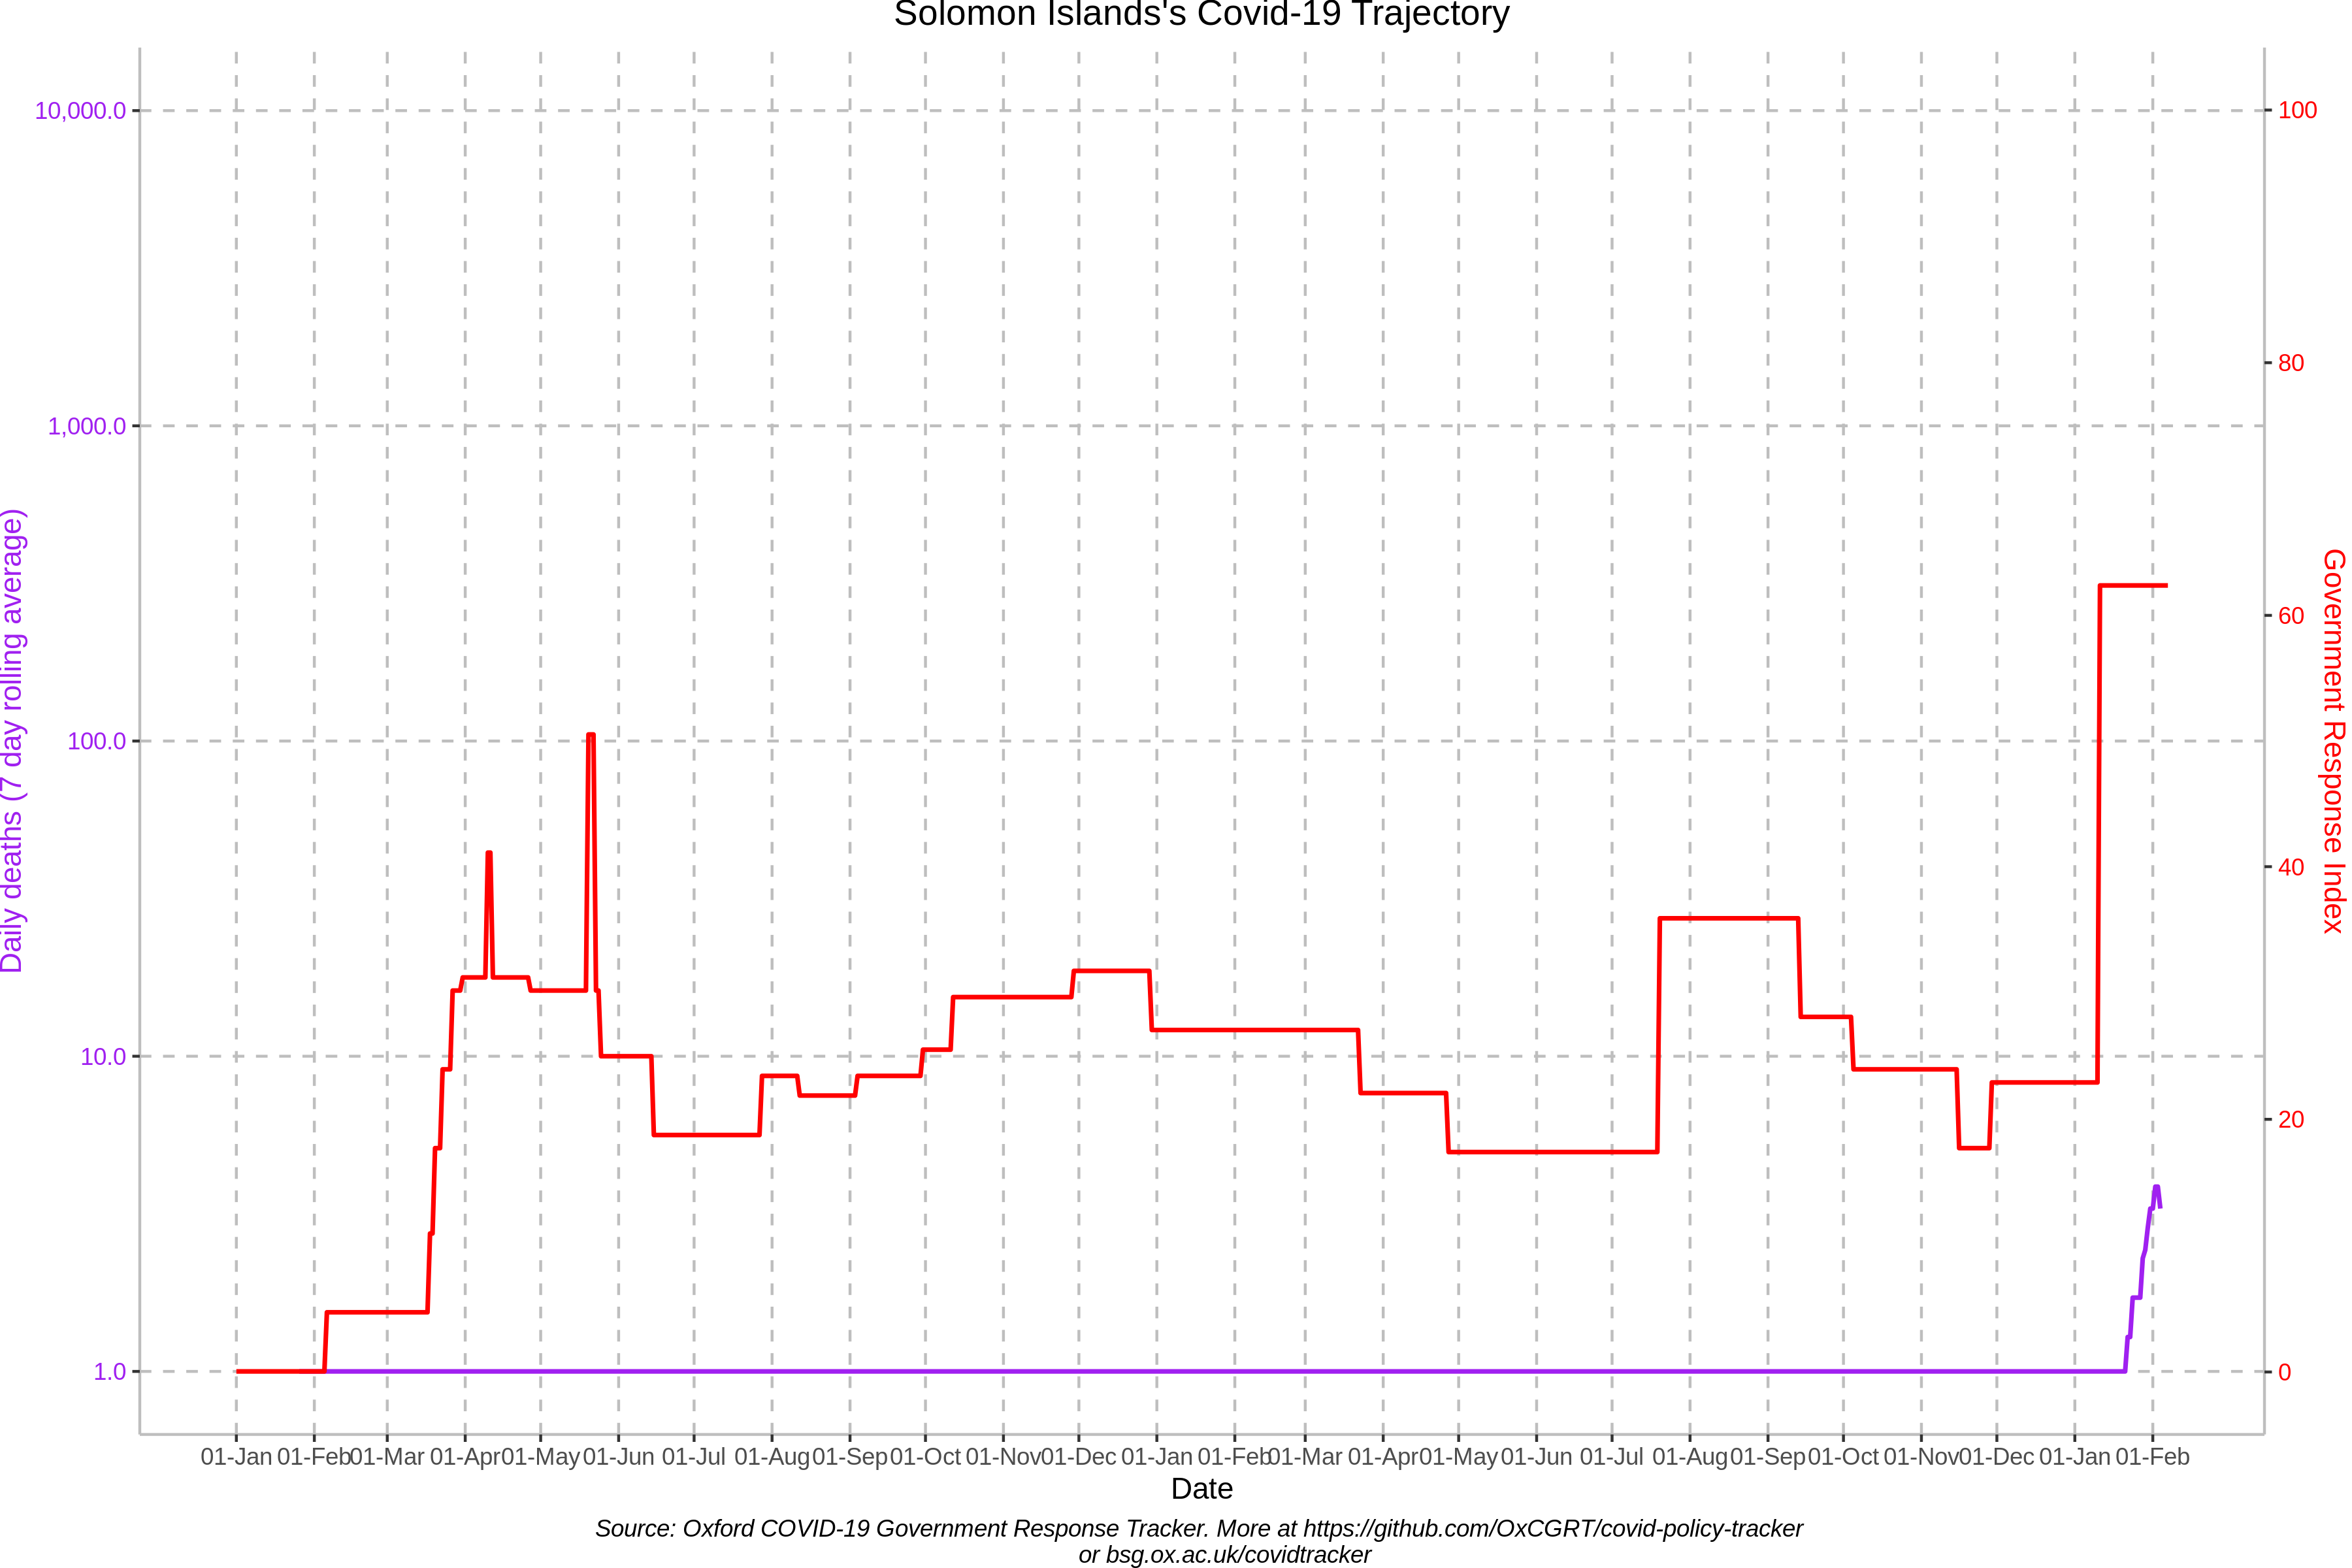 Solomon Islands's Covid-19 Trajectory
10,000.0
1,000.0
100.0
10.0
1.0
Daily deaths (7 day rolling average)
100
80
60
40
20
0
Government Response Index
01-Jan 01-Feb 01-Mar 01-Apr 01-May 01-Jun 01-Jul 01-Aug 01-Sep 01-Oct 01-Nov 01-Dec 01-Jan 01-Feb 01-Mar 01-Apr 01-May 01-Jun 01-Jul 01-Aug 01-Sep 01-Oct 01-Nov 01-Dec 01-Jan 01-Feb
Date
Source: Oxford COVID-19 Government Response Tracker. More at https://github.com/OxCGRT/covid-policy-tracker
or bsg.ox.ac.uk/covidtracker